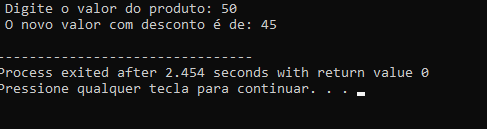 Digite o valor do produto: 50
O novo valor com desconto é de: 45
--------------------------------
Process exited after 2.454 seconds with return value 0
Pressione qualquer tecla para continuar. . .